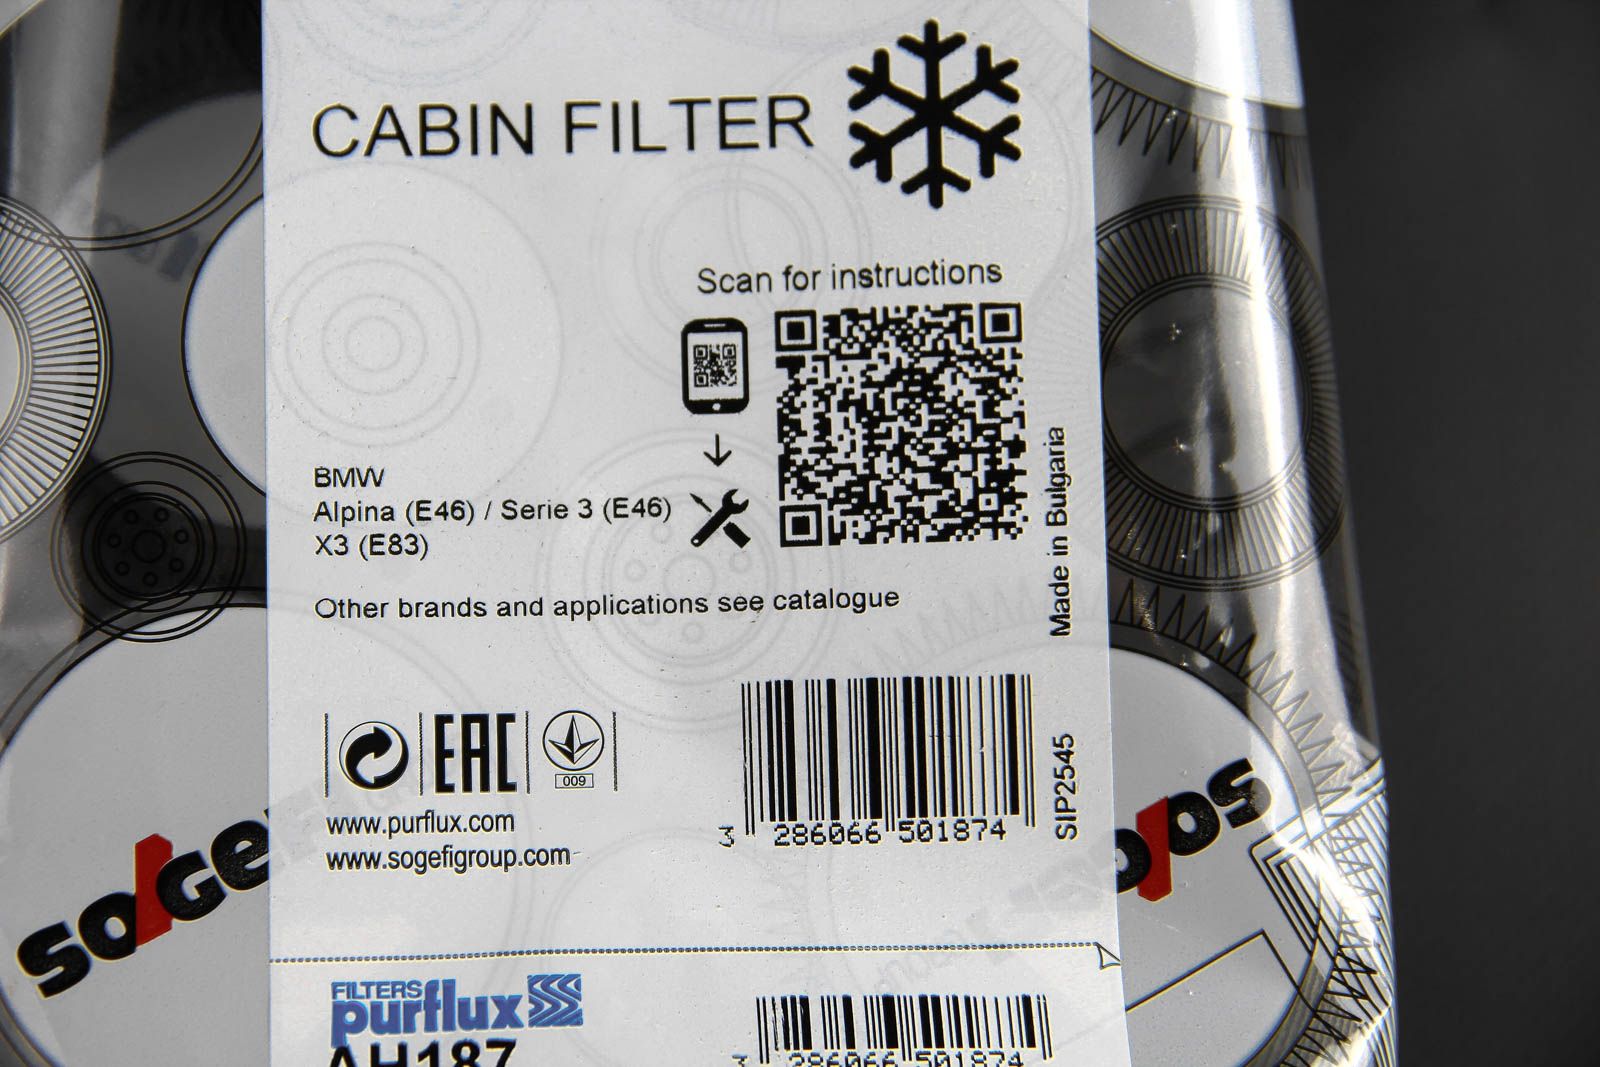 CABIN FILTER
Scan for instructions
BMW
Alpina (E46) / Serie 3 (E46)
X3 (E83)
Other brands and applications see catalogue
Made in Bulgaria
EAC
009
www.purflux.com
www.sogefigroup.com
3 286066 501874
SIP2545
sogefi
FILTERS
purflux
AH187
3 286066 501874